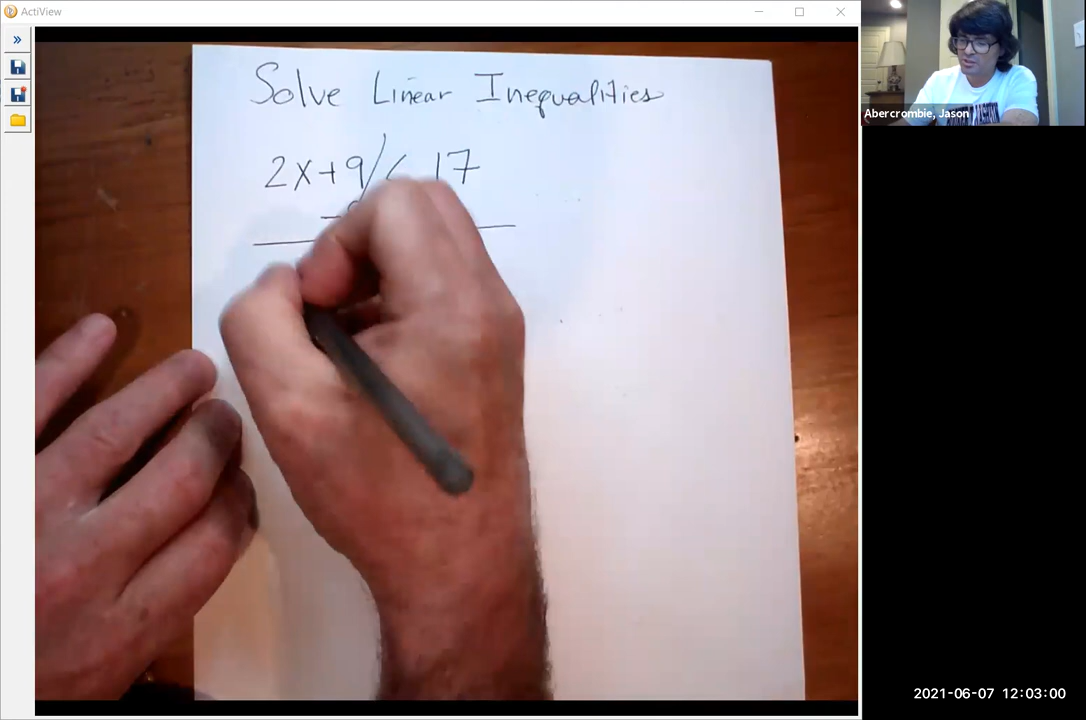 ActiView
Solve Linear Inequalities
2x+9 < 17
Abercrombie, Jason
2021-06-07 12:03:00